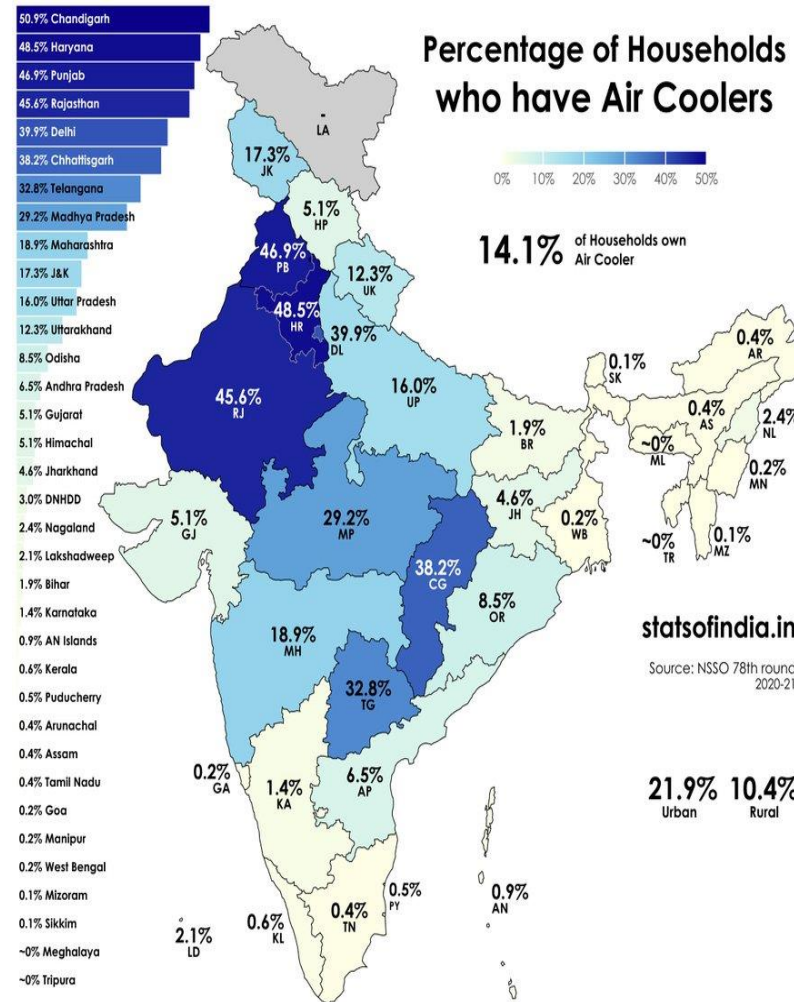 50.9% Chandigarh
48.5% Haryana
46.9% Punjab
45.6% Rajasthan
39.9% Delhi
38.2% Chhattisgarh
32.8% Telangana
29.2% Madhya Pradesh
18.9% Maharashtra
17.3% J&K
16.0% Uttar Pradesh
12.3% Uttarakhand
8.5% Odisha
6.5% Andhra Pradesh
5.1% Gujarat
5.1% Himachal
4.6% Jharkhand
3.0% DNHDD
2.4% Nagaland
2.1% Lakshadweep
1.9% Bihar
1.4% Karnataka
0.9% AN Islands
0.6% Kerala
0.5% Puducherry
0.4% Arunachal
0.4% Assam
0.4% Tamil Nadu
0.2% Goa
0.2% Manipur
0.2% West Bengal
0.1% Mizoram
0.1% Sikkim
~0% Meghalaya
~0% Tripura
Percentage of Households
who have Air Coolers
0% 10% 20% 30% 40% 50%
14.1% of Households own
Air Cooler
-
LA
17.3%
JK
5.1%
HP
46.9%
PB
12.3%
UK
48.5%
HR
39.9%
DL
45.6%
RJ
16.0%
UP
0.1%
SK
0.4%
AR
0.4%
AS
2.4%
NL
1.9%
BR
~0%
ML
0.2%
MN
4.6%
JH
0.2%
WB
~0%
TR
0.1%
MZ
5.1%
GJ
29.2%
MP
38.2%
CG
8.5%
OR
18.9%
MH
32.8%
TG
0.2%
GA
1.4%
KA
6.5%
AP
0.5%
PY
0.9%
AN
2.1%
LD
0.6%
KL
0.4%
TN
statsofindia.in
Source: NSSO 78th round
2020-21
21.9% 10.4%
Urban Rural